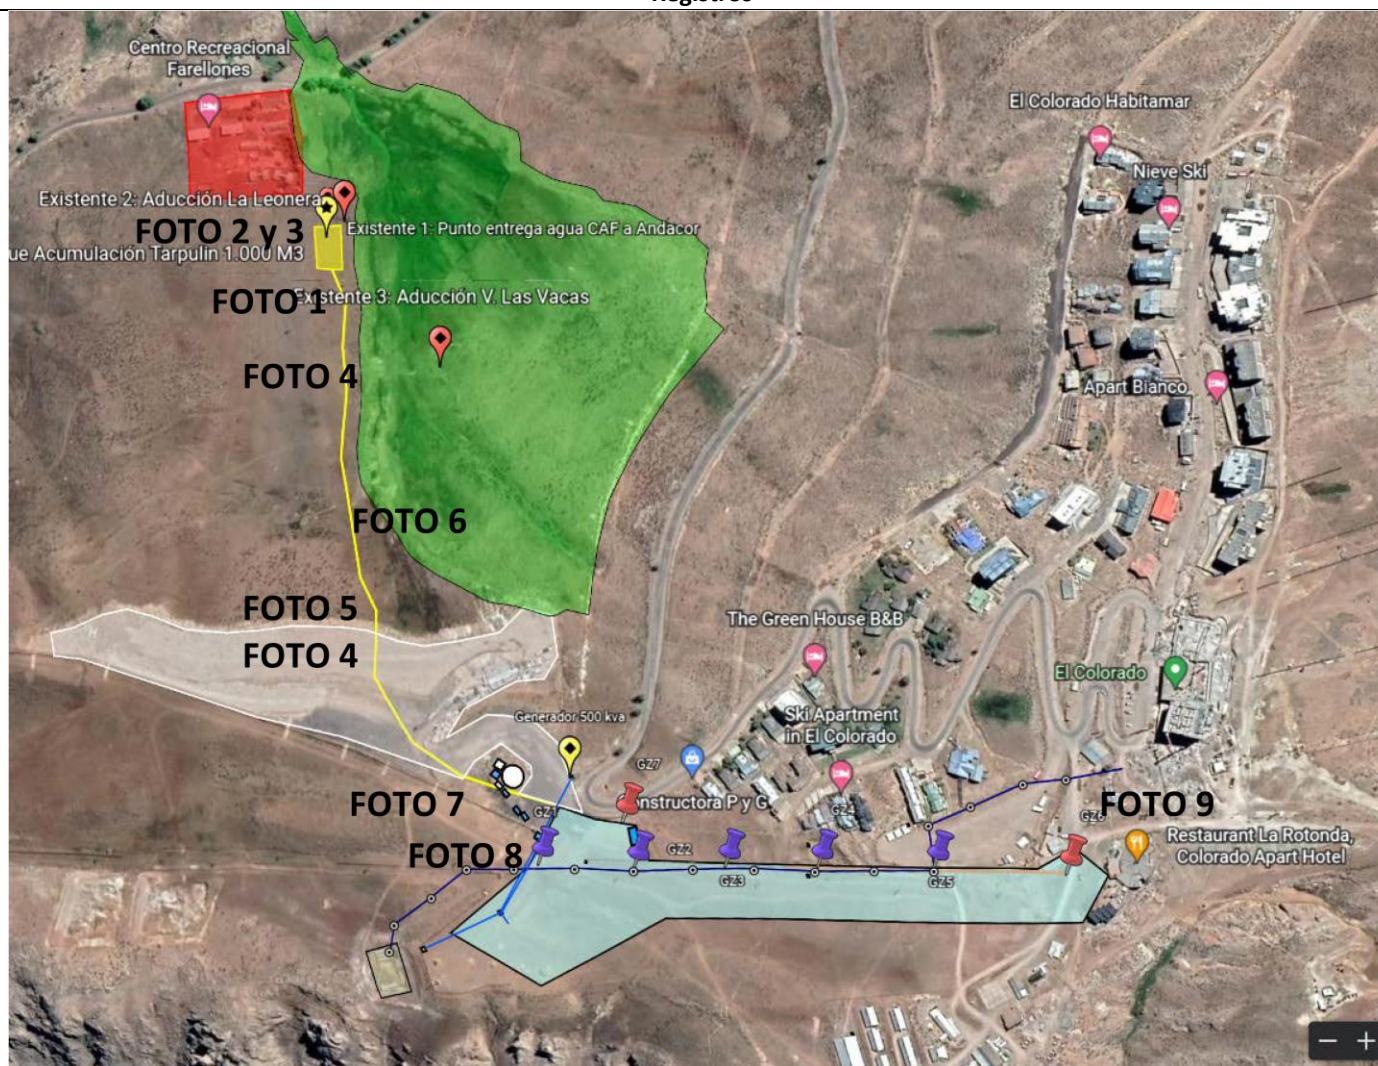 Registros
Centro Recreacional
Farellones
El Colorado Habitamar
Nieve Ski
Existente 2: Aducción La Leonera
FOTO 2 y 3
Existente 1: Punto entrega agua CAF a Andacor
ue Acumulación Tarpulin 1.000 M3
FOTO 1
Existente 3: Aducción V. Las Vacas
FOTO 4
Apart Bianco
FOTO 6
FOTO 5
The Green House B&B
FOTO 4
El Colorado
Generador 500 kva
Ski Apartment
in El Colorado
GZ7
FOTO 7
GZ1
onstructora P y G
GZ4
FOTO 9
GZ6
Restaurant La Rotonda,
Colorado Apart Hotel
FOTO 8
GZ2
GZ3
GZ5